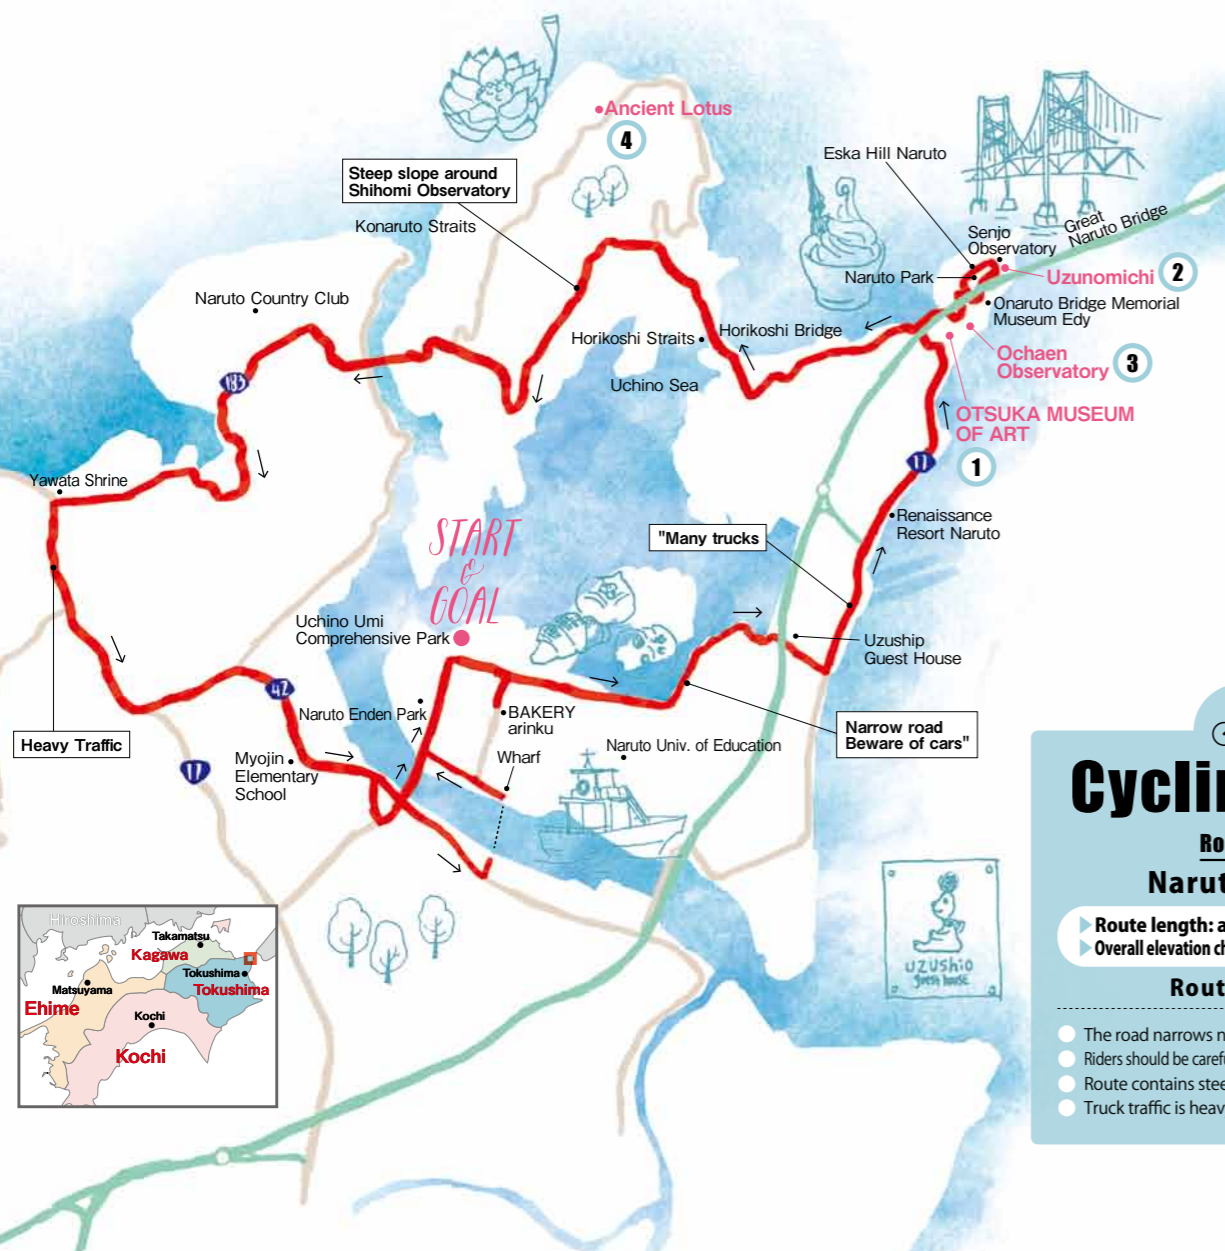 Ancient Lotus
4
Steep slope around
Shihomi Observatory
Konaruto Straits
Eska Hill Naruto
Great
Naruto Bridge
Senjo
Observatory
Naruto Park
Uzunomichi
2
Naruto Country Club
Onaruto Bridge Memorial
Museum Edy
Horikoshi Straits
Horikoshi Bridge
Ochaen
Observatory
3
Uchino Sea
183
OTSUKA MUSEUM
OF ART
1
11
Yawata Shrine
START
&
GOAL
"Many trucks
Renaissance
Resort Naruto
Uchino Umi
Comprehensive Park
Uzuship
Guest House
42
Naruto Enden Park
BAKERY
arinku
Narrow road
Beware of cars"
Heavy Traffic
Naruto Univ. of Education
Wharf
Myojin
Elementary
School
11
UZUSHIO
guest house
Hiroshima
Takamatsu
Kagawa
Tokushima
Tokushima
Matsuyama
Ehime
Kochi
Kochi
Cyclin
Ro
Narut
Route length: a
Overall elevation ch
Rout
The road narrows n
Riders should be carefu
Route contains stee
Truck traffic is heav